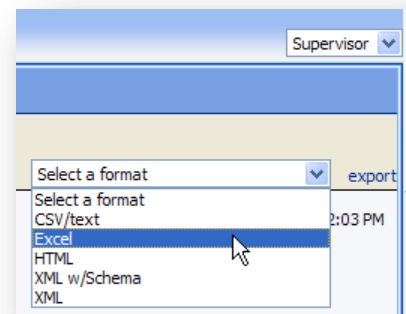 Supervisor
Select a format export
Select a format
CSV/text 2:03 PM
Excel
HTML
XML w/Schema
XML